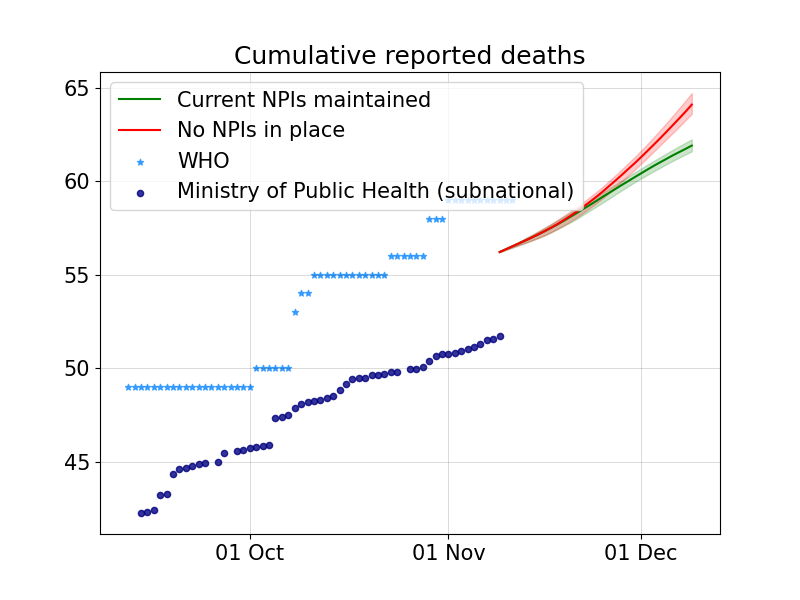 Cumulative reported deaths
65
60
55
50
45
Current NPIs maintained
No NPIs in place
WHO
Ministry of Public Health (subnational)
01 Oct
01 Nov
01 Dec